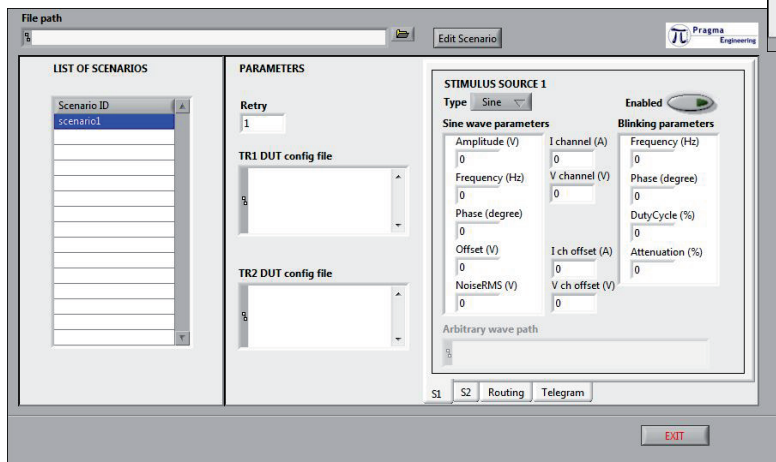 File path
Edit Scenario
π Pragma
Engineering
LIST OF SCENARIOS
Scenario ID
scenario1
PARAMETERS
Retry
1
TR1 DUT config file
TR2 DUT config file
STIMULUS SOURCE 1
Type Sine Enabled
Sine wave parameters Blinking parameters
Amplitude (V) I channel (A) Frequency (Hz)
0 0 0
Frequency (Hz) V channel (V) Phase (degree)
0 0 0
Phase (degree) DutyCycle (%)
0 0
Offset (V) I ch offset (A) Attenuation (%)
0 0 0
NoiseRMS (V) V ch offset (V)
0 0
Arbitrary wave path
S1 S2 Routing Telegram
EXIT